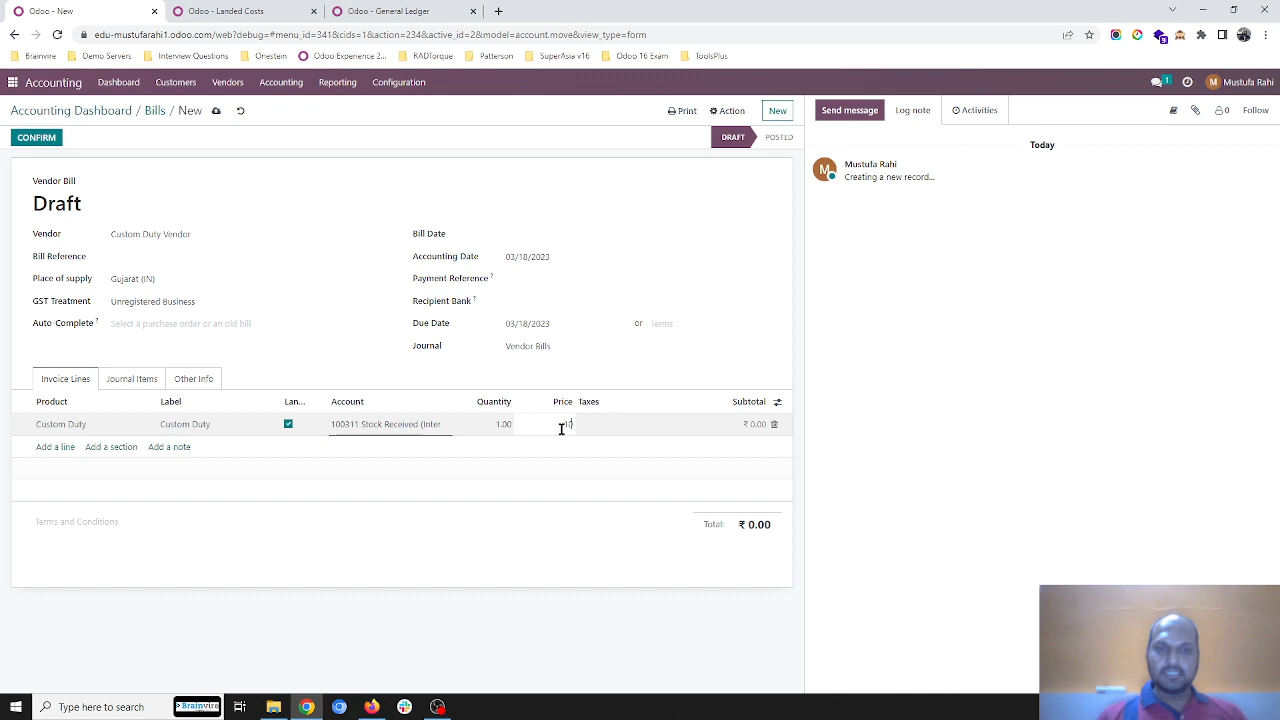 Odoo - New
Odoo - Landed Costs
Odoo - General Ledger
edu-mustufarahi1.odoo.com/web?debug=#menu_id=341&cids=1&action=234&active_id=2&model=account.move&view_type=form
Brainvire
Demo Servers
Interview Questions
Onestein
Odoo Experience 2...
RADTorque
Patterson
SuperAsia v16
Odoo 16 Exam
ToolsPlus
Accounting
Dashboard
Customers
Vendors
Accounting
Reporting
Configuration
1
Mustufa Rahi
Accounting Dashboard / Bills / New
Print
Action
New
Send message
Log note
Activities
0
Follow
CONFIRM
DRAFT
POSTED
Today
M
Mustufa Rahi
Creating a new record...
Vendor Bill
Draft
Vendor
Custom Duty Vendor
Bill Date
Bill Reference
Accounting Date
03/18/2023
Place of supply
Gujarat (IN)
Payment Reference ?
GST Treatment
Unregistered Business
Recipient Bank ?
Auto-Complete ?
Select a purchase order or an old bill
Due Date
03/18/2023
or
Terms
Journal
Vendor Bills
Invoice Lines
Journal Items
Other Info
Product
Label
Lan...
Account
Quantity
Price
Taxes
Subtotal
Custom Duty
Custom Duty
100311 Stock Received (Inter
1.00
₹ 0.00
Add a line
Add a section
Add a note
Terms and Conditions
Total:
₹ 0.00
Type here to search
Brainvire